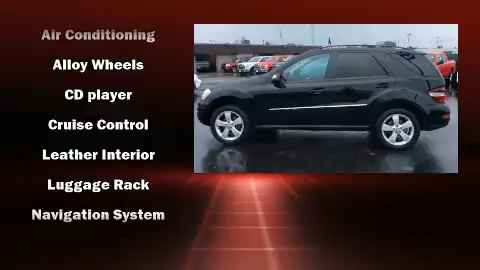 Air Conditioning
Alloy Wheels
CD player
Cruise Control
Leather Interior
Luggage Rack
Navigation System